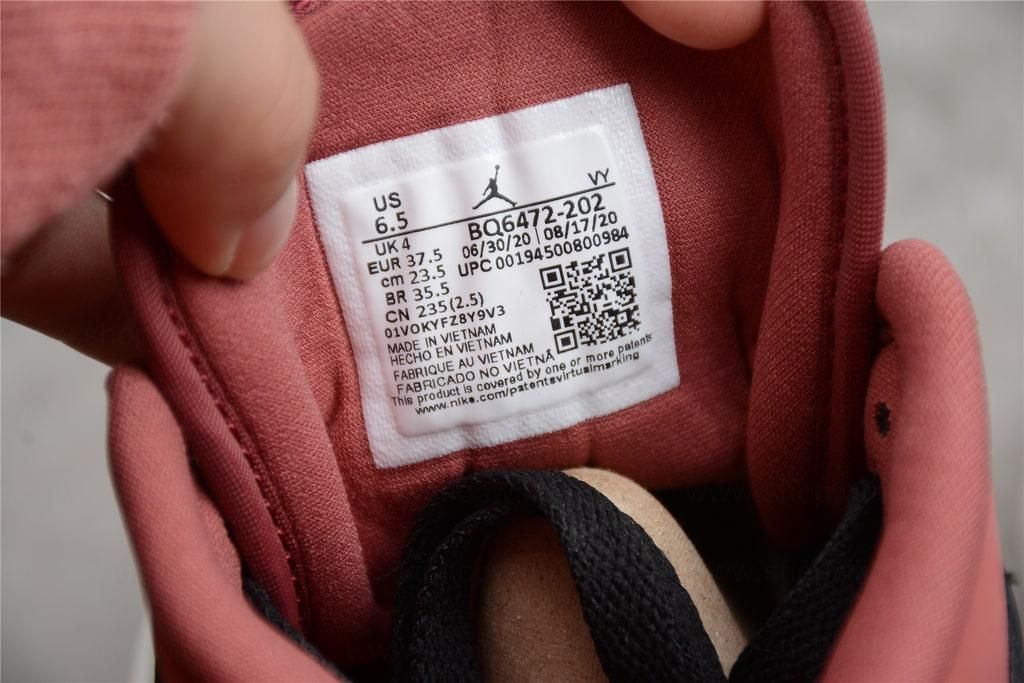 US
6.5
VY
BQ6472-202
UK 4
06/30/20 | 08/17/20
EUR 37.5
UPC 00194500800984
cm 23.5
BR 35.5
CN 235(2.5)
01VOKYFZ8Y9V3
MADE IN VIETNAM
HECHO EN VIETNAM
FABRIQUE AU VIETNAM
FABRICADO NO VIETNÃ
This product is covered by one or more patents
www.nike.com/patentsvirtualmarking